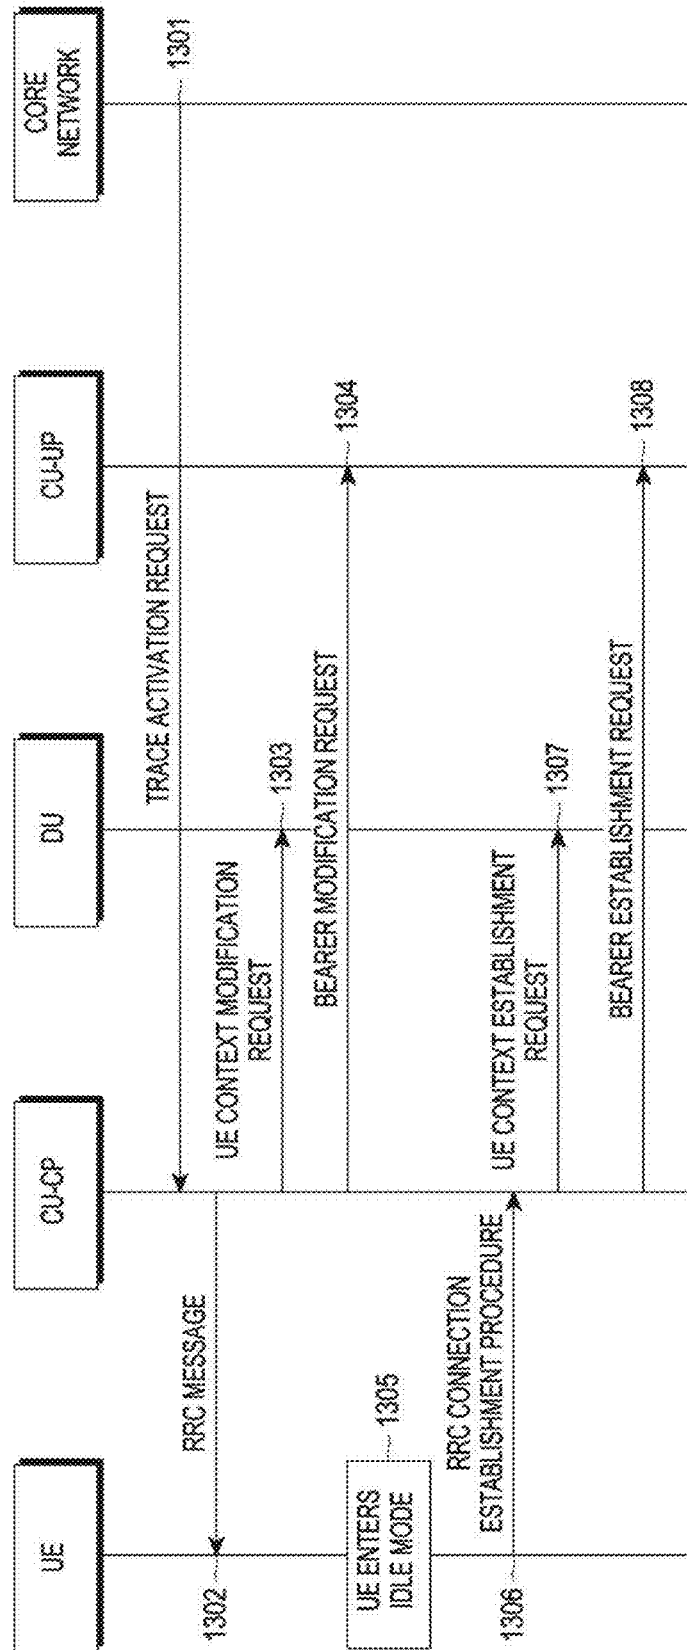 UE
CU-CP
DU
CU-UP
CORE
NETWORK
TRACE ACTIVATION REQUEST
1301
RRC MESSAGE
1302
UE CONTEXT MODIFICATION
REQUEST
1303
BEARER MODIFICATION REQUEST
1304
UE ENTERS
IDLE MODE
1305
RRC CONNECTION
ESTABLISHMENT PROCEDURE
1306
UE CONTEXT ESTABLISHMENT
REQUEST
1307
BEARER ESTABLISHMENT REQUEST
1308